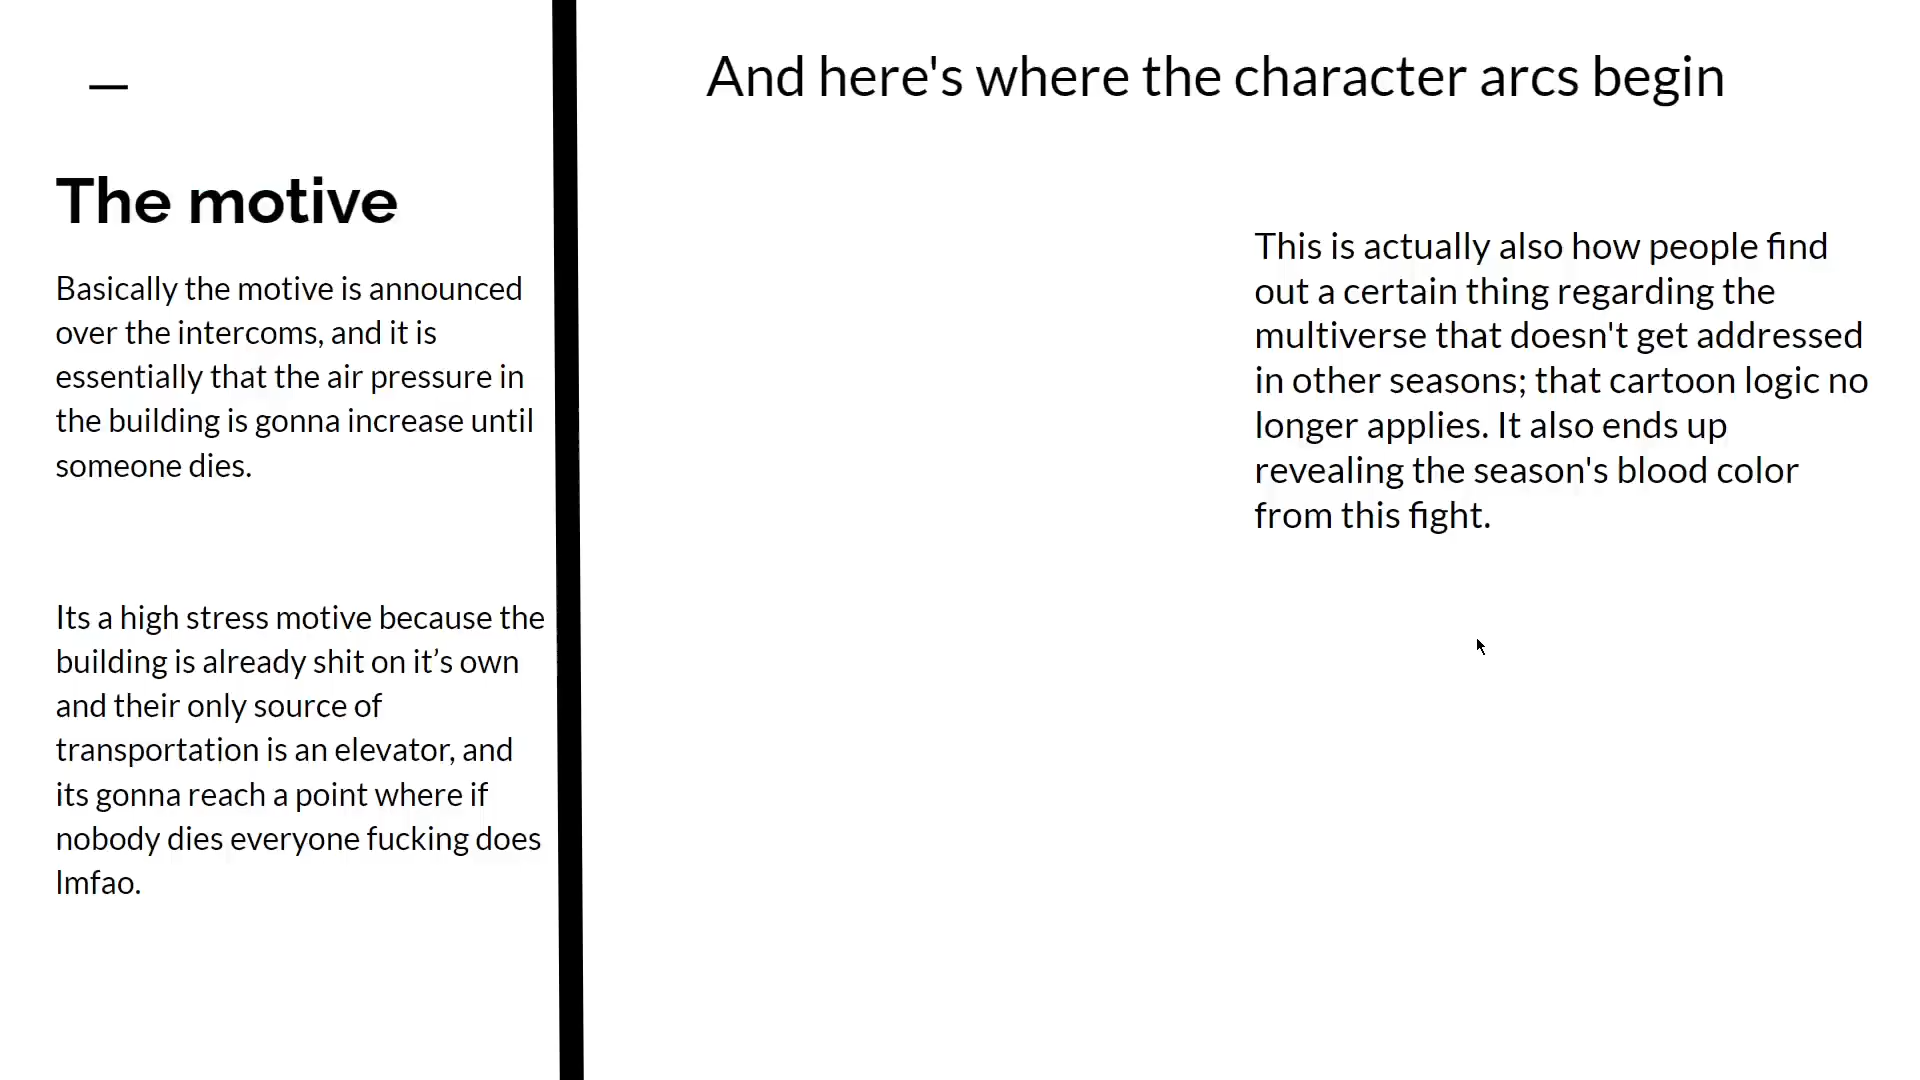 The motive
Basically the motive is announced
over the intercoms, and it is
essentially that the air pressure in
the building is gonna increase until
someone dies.
Its a high stress motive because the
building is already shit on it’s own
and their only source of
transportation is an elevator, and
its gonna reach a point where if
nobody dies everyone fucking does
lmfao.
And here's where the character arcs begin
This is actually also how people find
out a certain thing regarding the
multiverse that doesn't get addressed
in other seasons; that cartoon logic no
longer applies. It also ends up
revealing the season's blood color
from this fight.